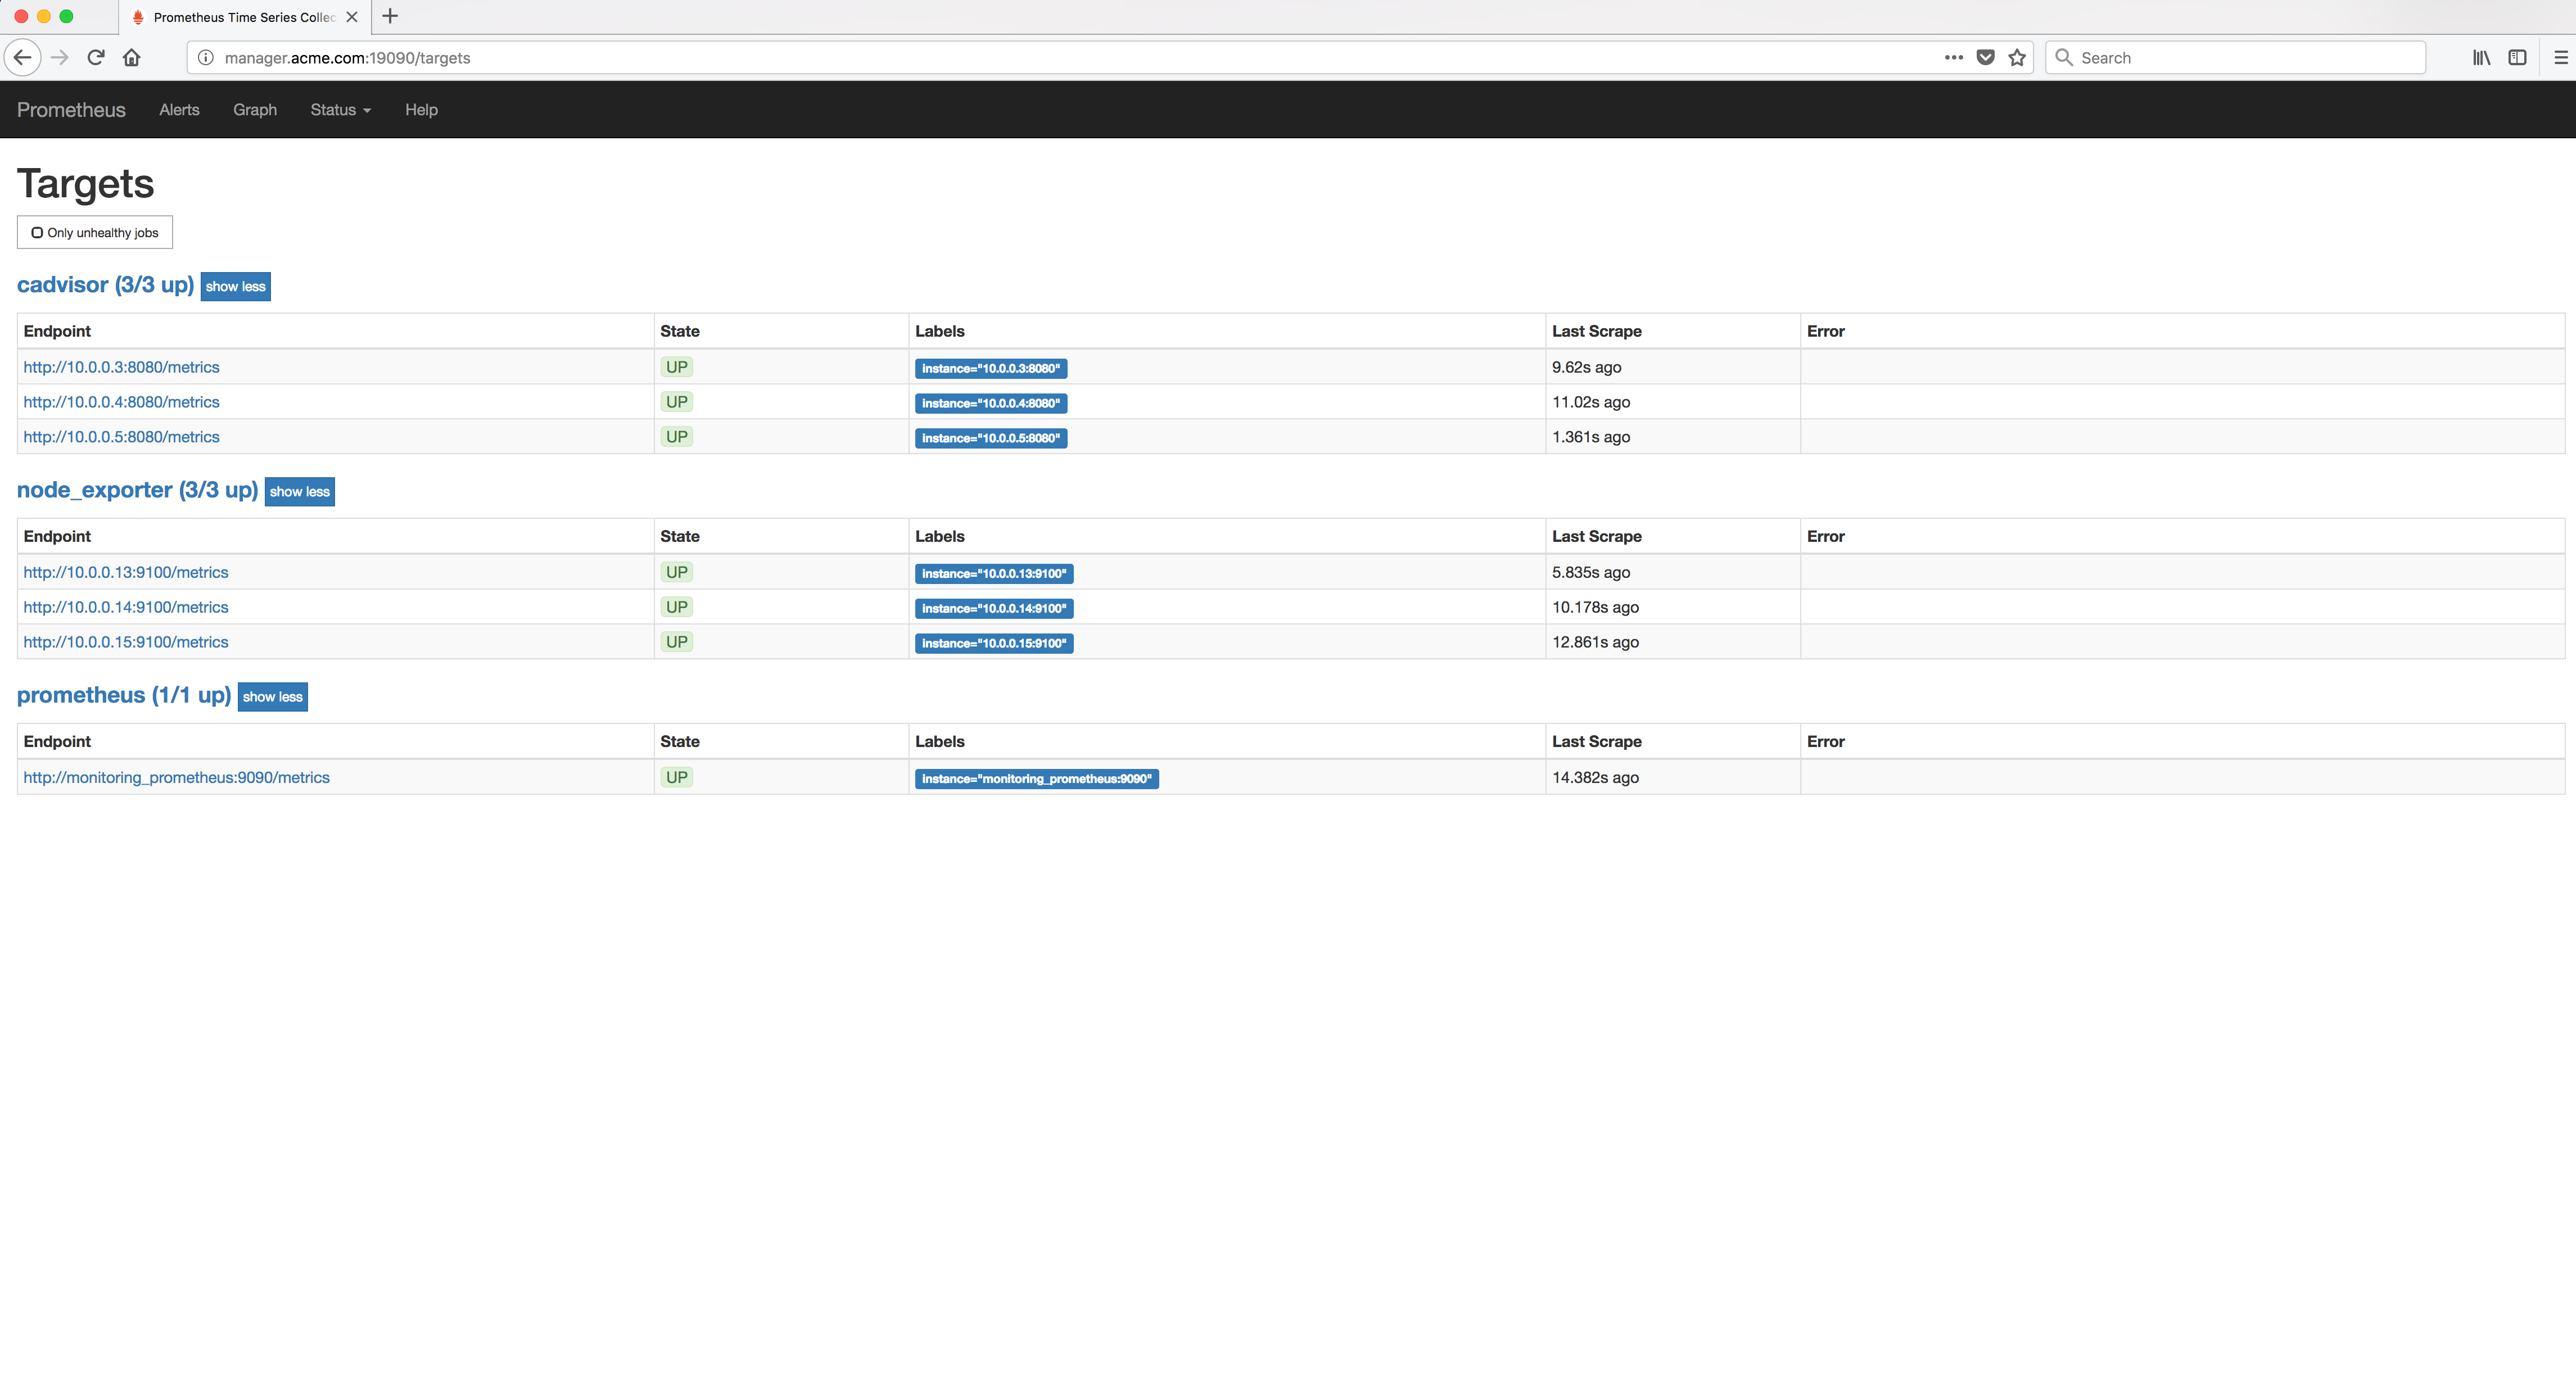 Prometheus Time Series Collec
manager.acme.com:19090/targets
Search
Prometheus Alerts Graph Status Help
Targets
Only unhealthy jobs
cadvisor (3/3 up) show less
Endpoint State Labels Last Scrape Error
http://10.0.0.3:8080/metrics UP instance="10.0.0.3:8080" 9.62s ago
http://10.0.0.4:8080/metrics UP instance="10.0.0.4:8080" 11.02s ago
http://10.0.0.5:8080/metrics UP instance="10.0.0.5:8080" 1.361s ago
node_exporter (3/3 up) show less
Endpoint State Labels Last Scrape Error
http://10.0.0.13:9100/metrics UP instance="10.0.0.13:9100" 5.835s ago
http://10.0.0.14:9100/metrics UP instance="10.0.0.14:9100" 10.178s ago
http://10.0.0.15:9100/metrics UP instance="10.0.0.15:9100" 12.861s ago
prometheus (1/1 up) show less
Endpoint State Labels Last Scrape Error
http://monitoring_prometheus:9090/metrics UP instance="monitoring_prometheus:9090" 14.382s ago